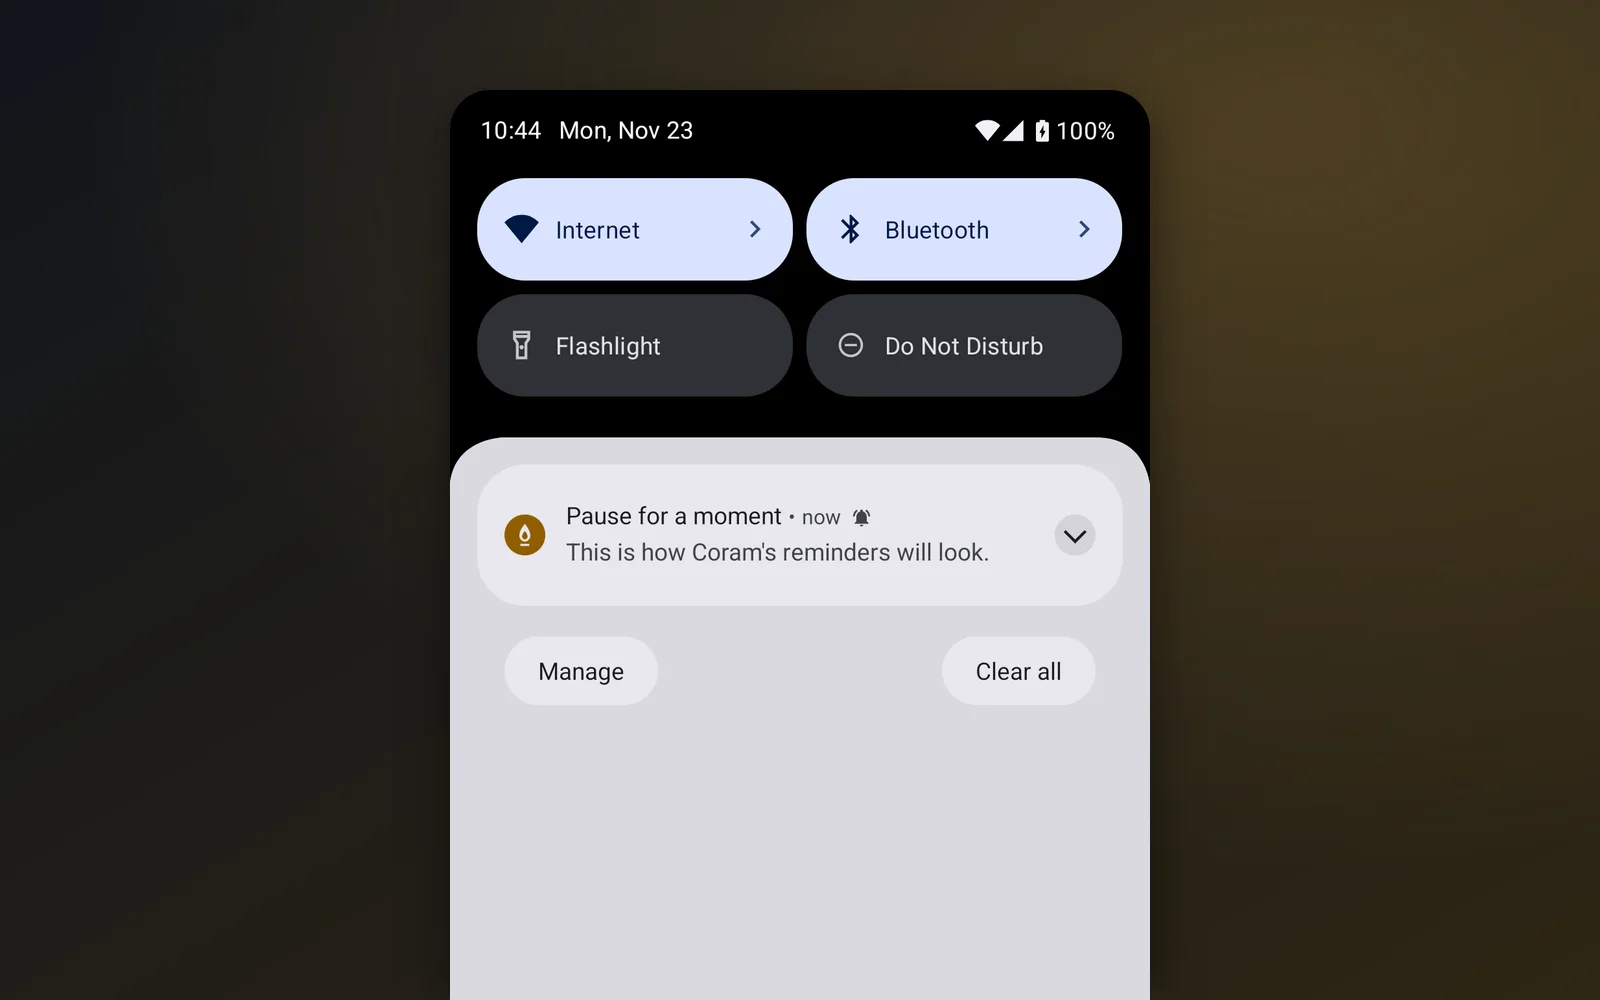 10:44 Mon, Nov 23 100%
Internet
Bluetooth
Flashlight
Do Not Disturb
Pause for a moment • now
This is how Coram's reminders will look.
Manage
Clear all